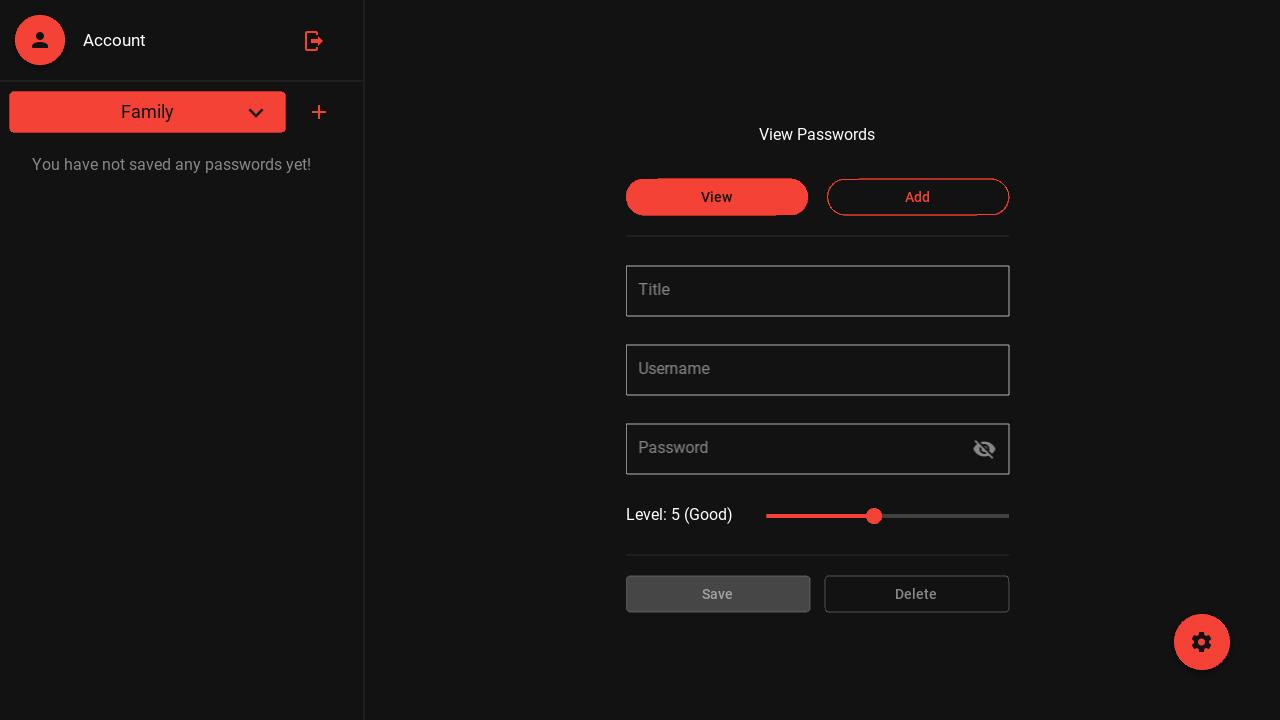 Account
Family
You have not saved any passwords yet!
View Passwords
View
Add
Title
Username
Password
Level: 5 (Good)
Save
Delete